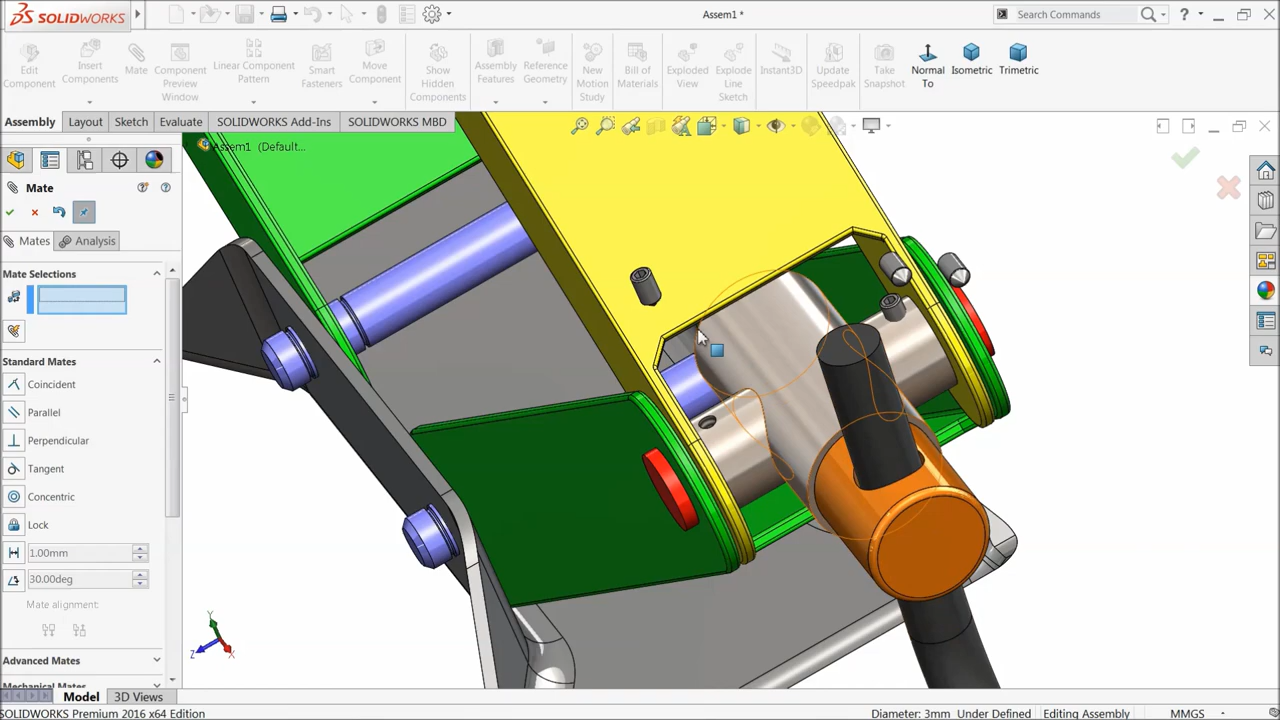 SOLIDWORKS
Assem1 *
Search Commands
?
Edit Component
Insert Components
Mate
Component Preview Window
Linear Component Pattern
Smart Fasteners
Move Component
Show Hidden Components
Assembly Features
Reference Geometry
New Motion Study
Bill of Materials
Exploded View
Explode Line Sketch
Instant3D
Update Speedpak
Take Snapshot
Normal To
Isometric
Trimetric
Assembly
Layout
Sketch
Evaluate
SOLIDWORKS Add-Ins
SOLIDWORKS MBD
Assem1 (Default...
Mate
Mates
Analysis
Mate Selections
Standard Mates
Coincident
Parallel
Perpendicular
Tangent
Concentric
Lock
1.00mm
30.00deg
Mate alignment:
Advanced Mates
Y
Z
X
Model
3D Views
SOLIDWORKS Premium 2016 x64 Edition
Diameter: 3mm
Under Defined
Editing Assembly
MMGS